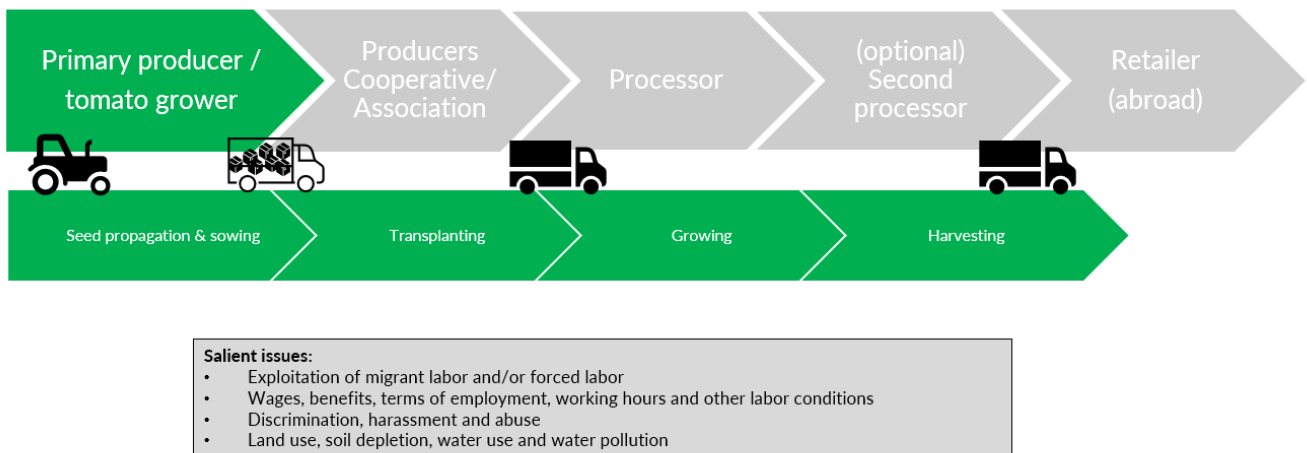 Primary producer /
tomato grower
Producers
Cooperative/
Association
Processor
(optional)
Second
processor
Retailer
(abroad)
Seed propagation & sowing
Transplanting
Growing
Harvesting
Salient issues:
• Exploitation of migrant labor and/or forced labor
• Wages, benefits, terms of employment, working hours and other labor conditions
• Discrimination, harassment and abuse
• Land use, soil depletion, water use and water pollution